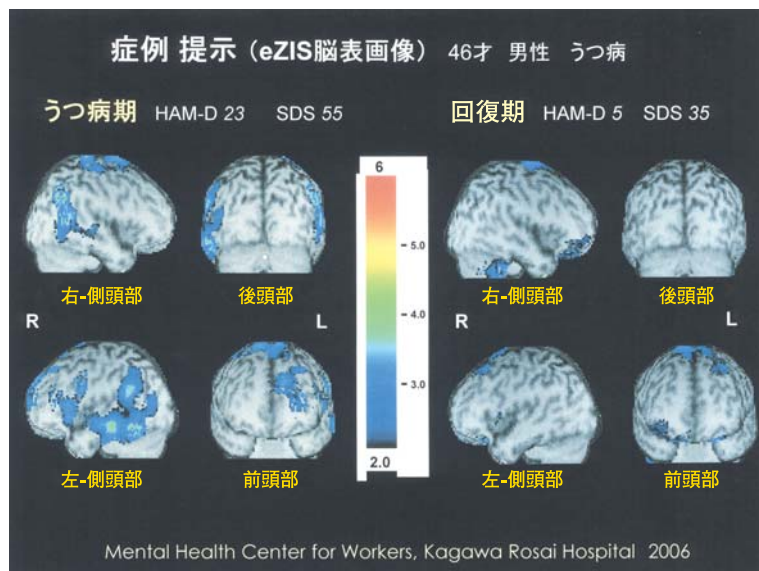 症例 提示（eZIS脳表画像） 46才 男性 うつ病
うつ病期 HAM-D 23 SDS 55
回復期 HAM-D 5 SDS 35
6
5.0
4.0
3.0
2.0
右-側頭部
後頭部
R
L
左-側頭部
前頭部
右-側頭部
後頭部
R
L
左-側頭部
前頭部
Mental Health Center for Workers, Kagawa Rosai Hospital 2006